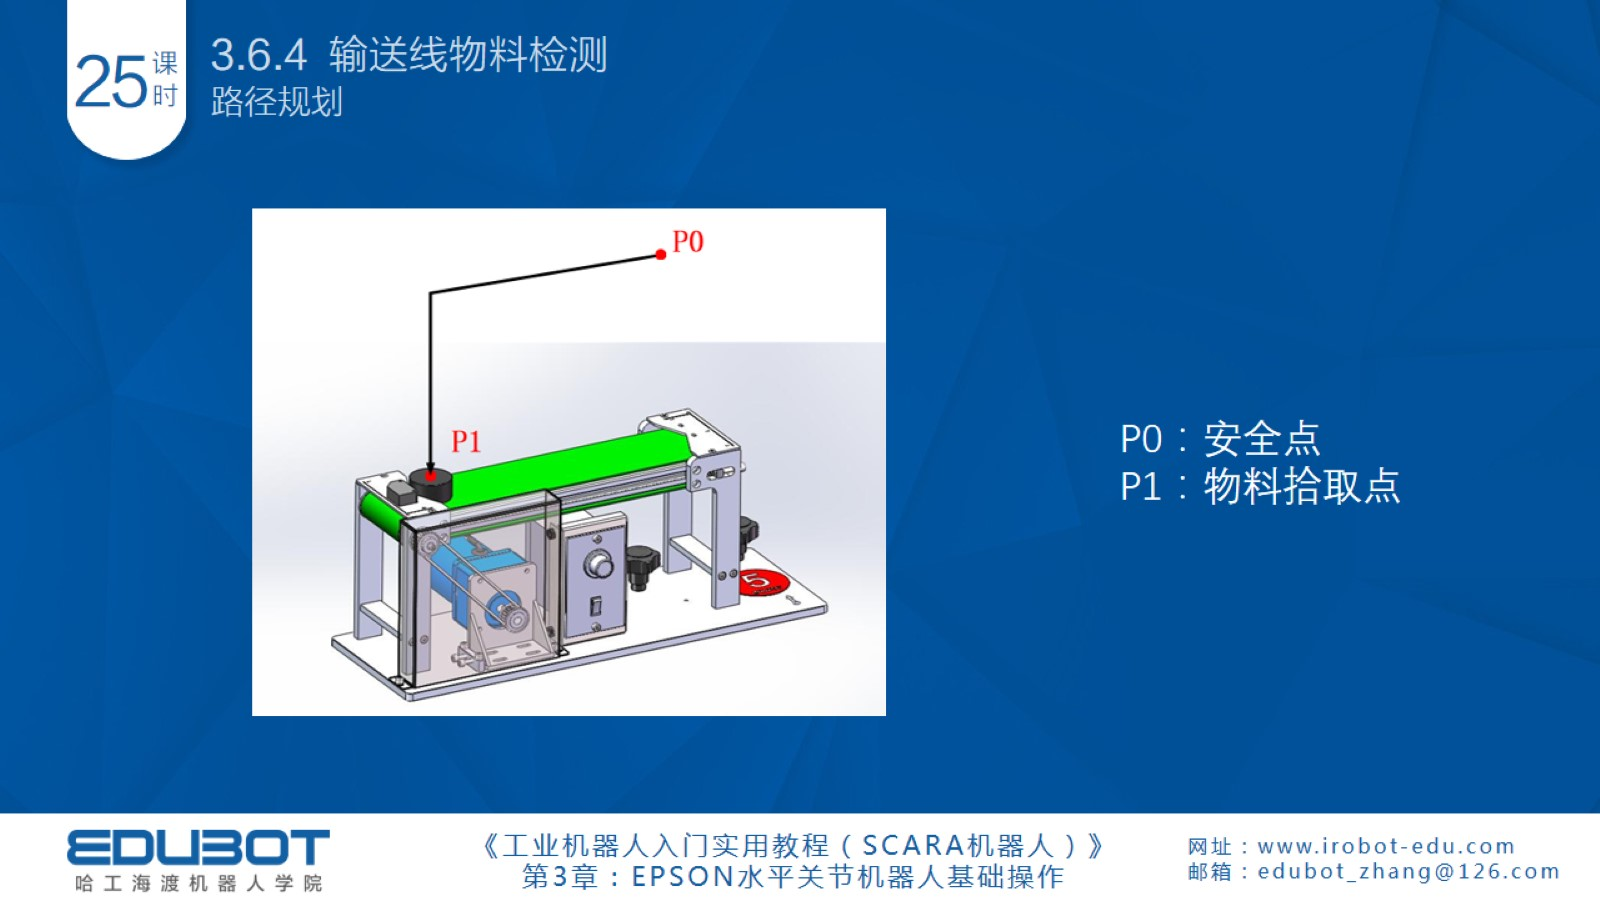 25 课时
3.6.4 输送线物料检测
路径规划
P0
P1
P0：安全点
P1：物料拾取点
5
EDUBOT
哈工海渡机器人学院
《工业机器人入门实用教程（SCARA机器人）》
第3章：EPSON水平关节机器人基础操作
网址：www.irobot-edu.com
邮箱：edubot_zhang@126.com